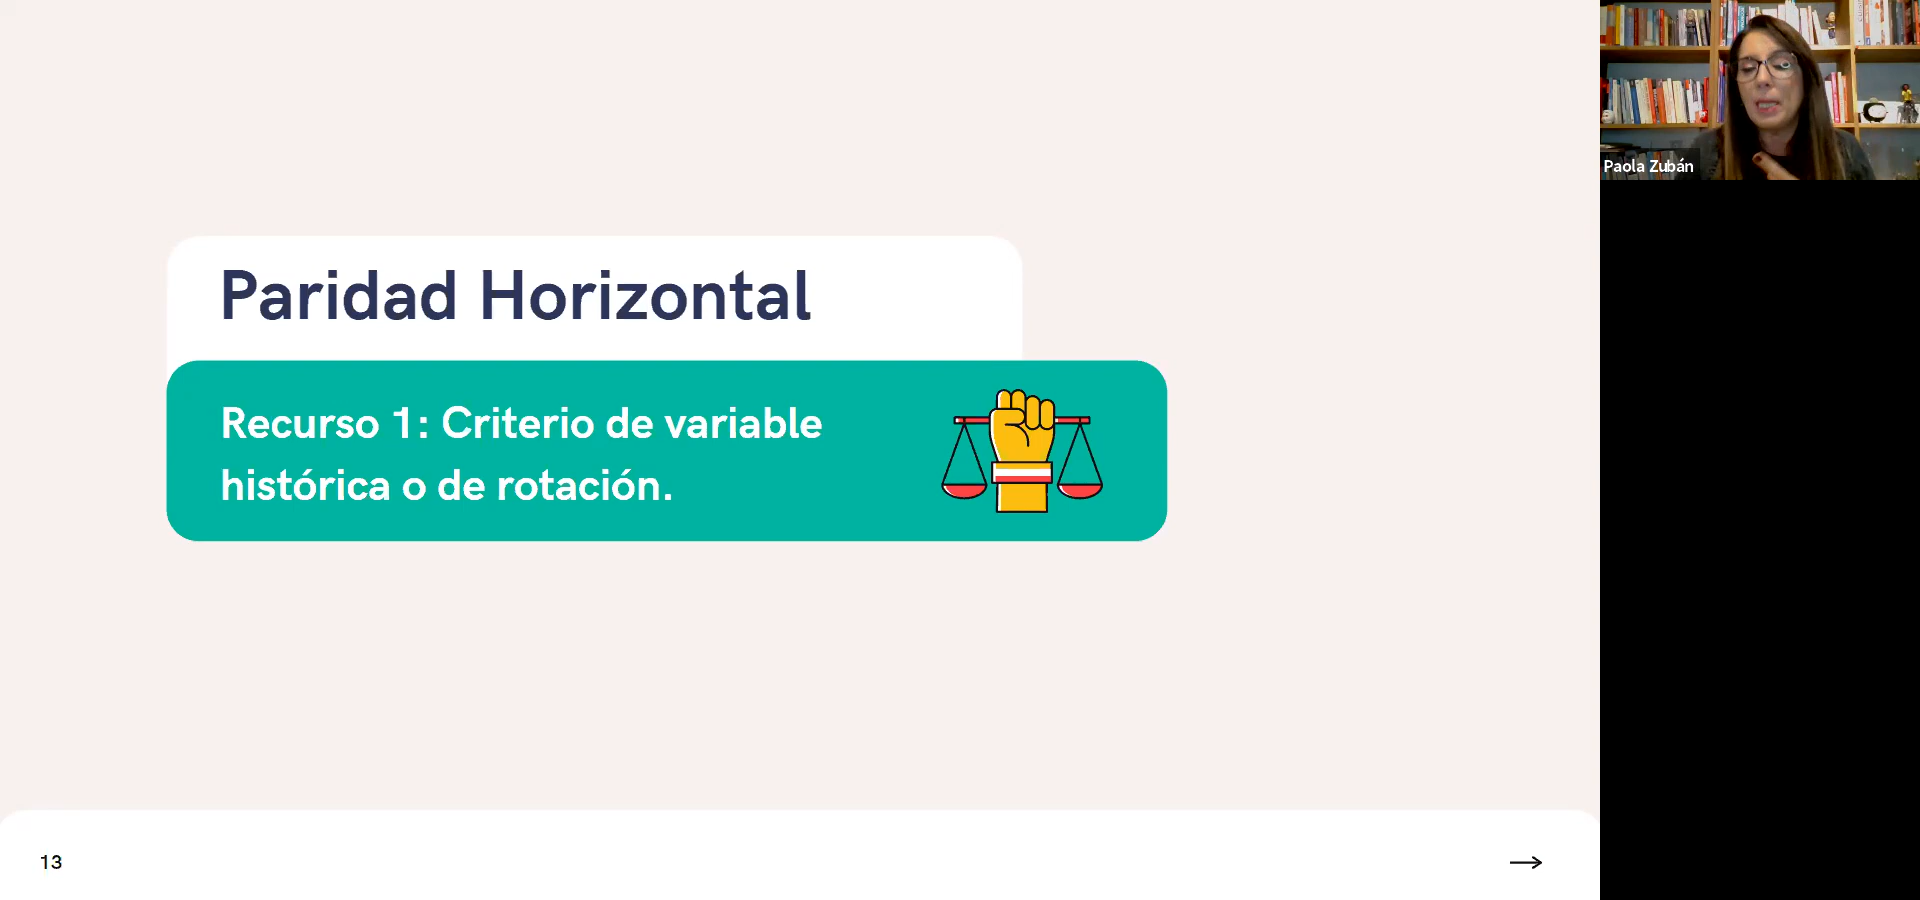 Paridad Horizontal
Recurso 1: Criterio de variable
histórica o de rotación.
13
Paola Zubán